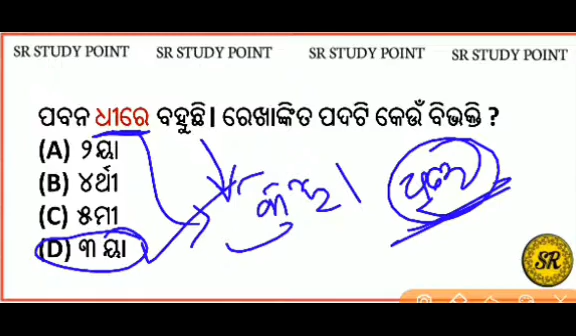 SR STUDY POINT SR STUDY POINT SR STUDY POINT SR STUDY POINT
ପବନ ଧୀରେ ବହୁଛି। ରେଖାଙ୍କିତ ପଦଟି କେଉଁ ବିଭକ୍ତି ?
(A) ୨ୟା
(B) ୪ର୍ଥୀ
(C) ୫ମୀ
(D) ୩ ୟା
SR